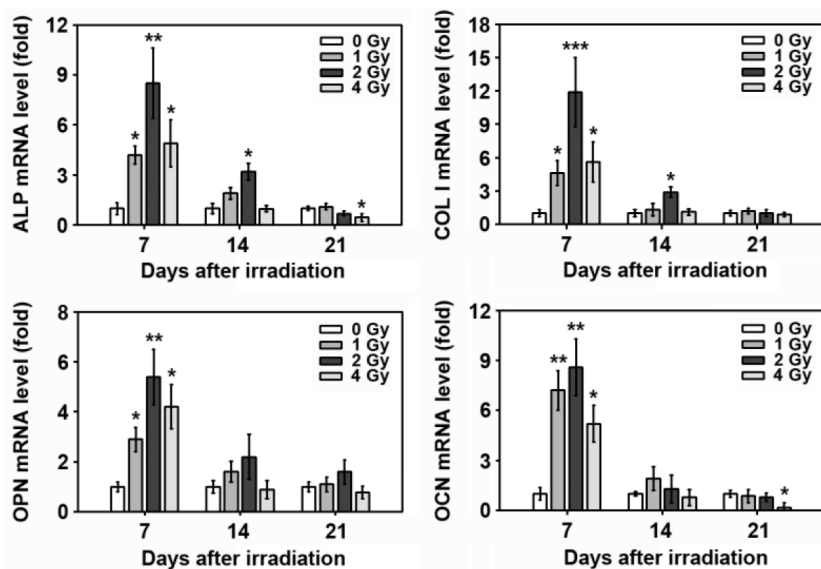 ALP mRNA level (fold)
12
9
6
3
0
**
*
*
*
*
0 Gy
1 Gy
2 Gy
4 Gy
7 14 21
Days after irradiation
COL I mRNA level (fold)
18
15
12
9
6
3
0
***
*
*
*
0 Gy
1 Gy
2 Gy
4 Gy
7 14 21
Days after irradiation
OPN mRNA level (fold)
8
6
4
2
0
**
*
*
0 Gy
1 Gy
2 Gy
4 Gy
7 14 21
Days after irradiation
OCN mRNA level (fold)
12
9
6
3
0
**
**
*
*
0 Gy
1 Gy
2 Gy
4 Gy
7 14 21
Days after irradiation